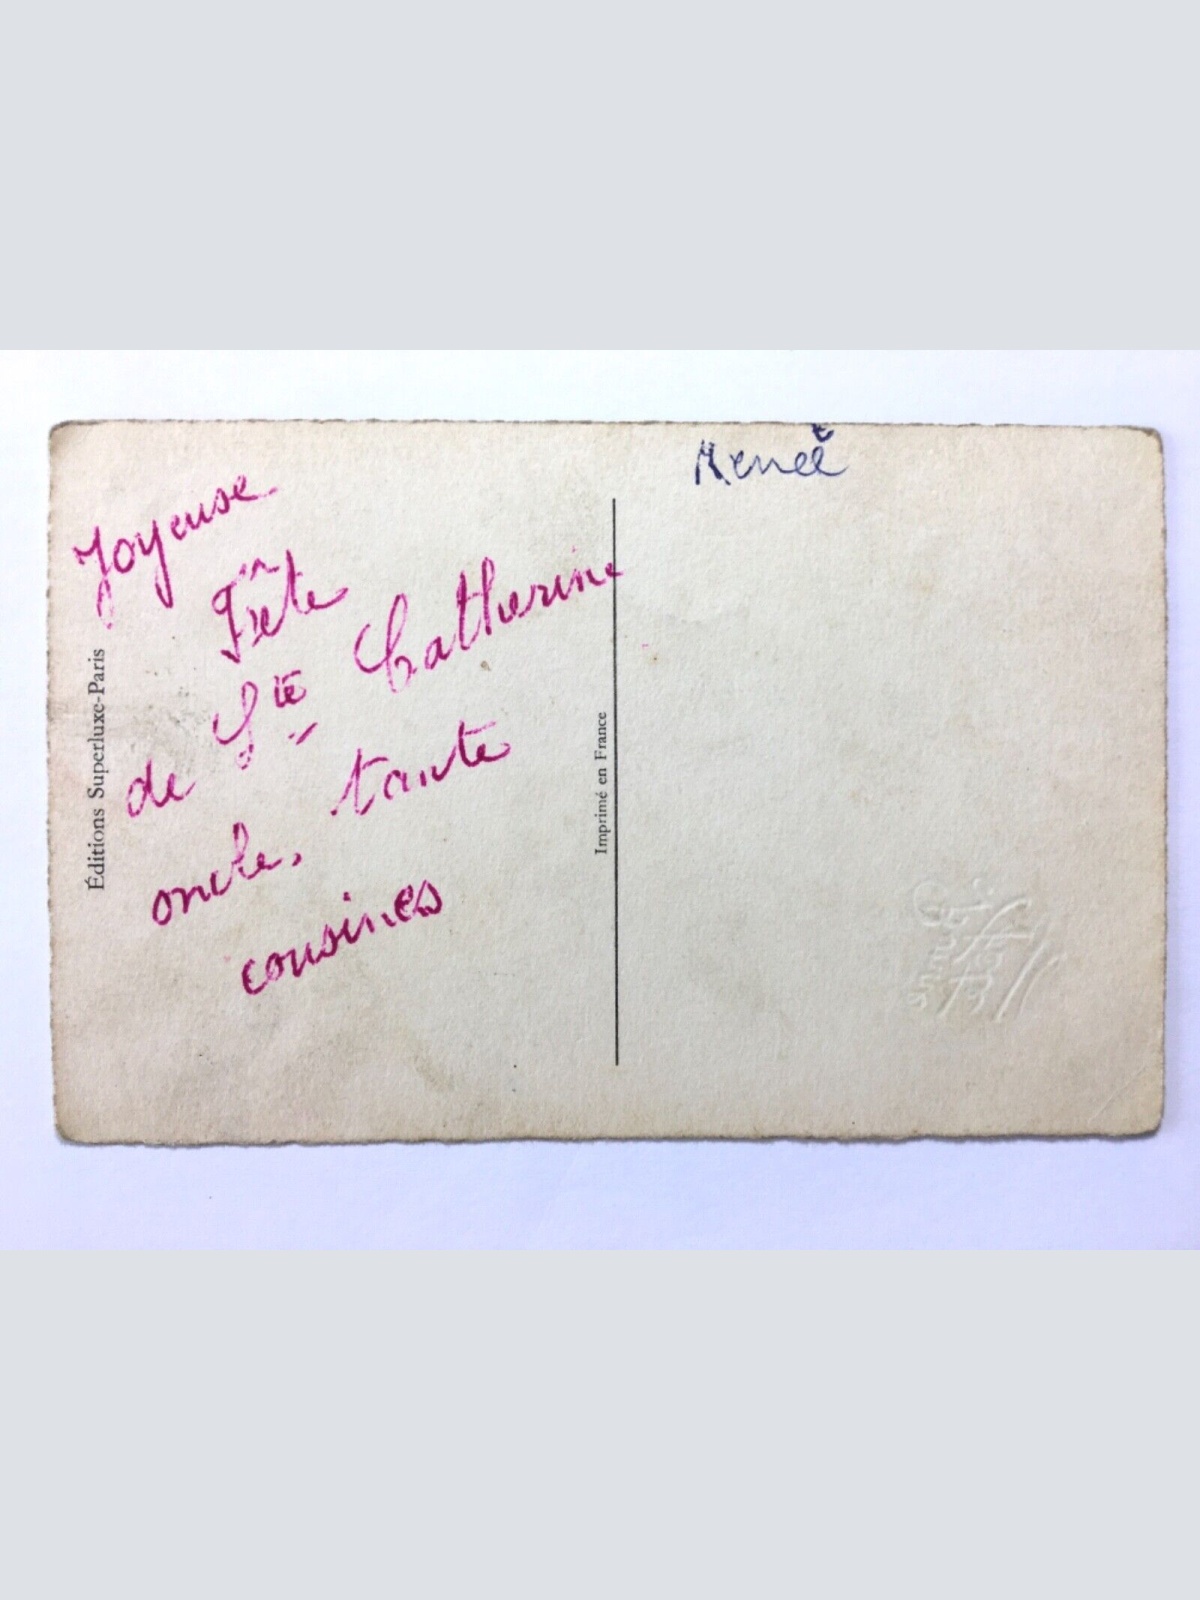 Joyeuse
Fête
de Ste Catherine
oncle, tante
cousines
Renée
Éditions Superluxe-Paris
Imprimé en France